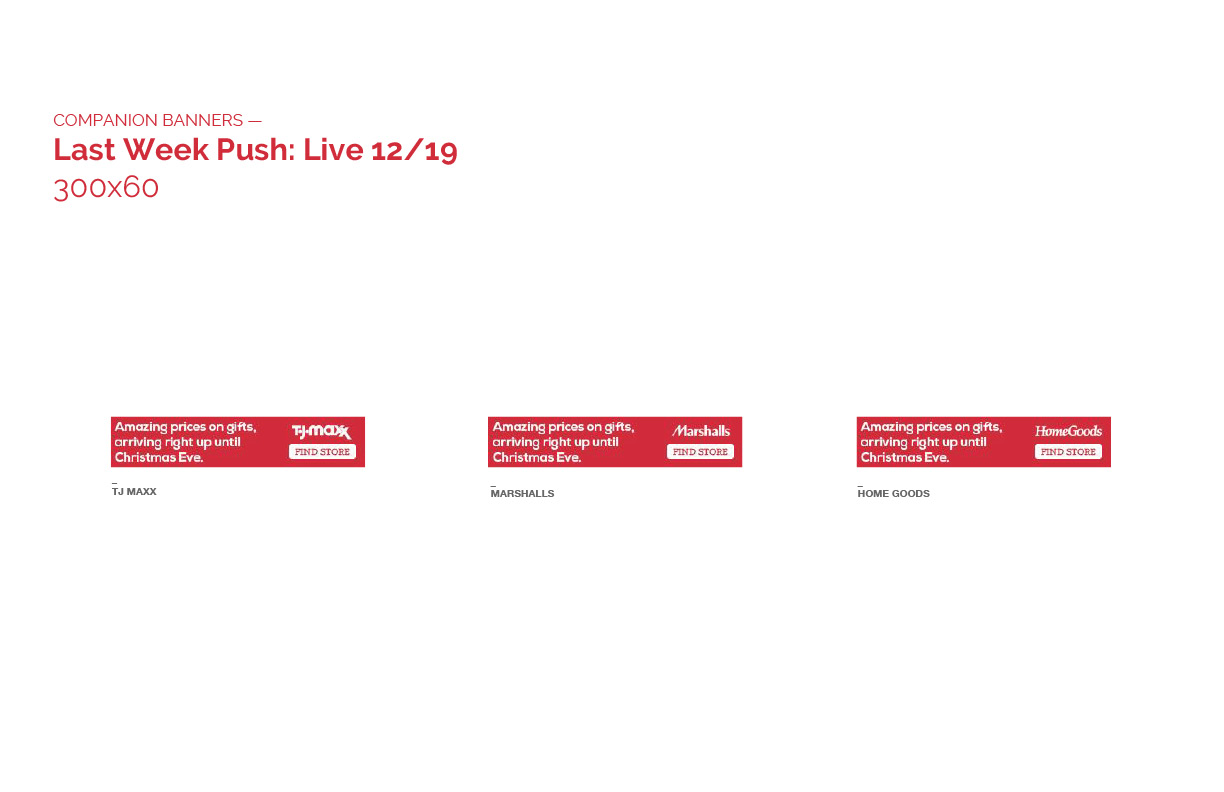 COMPANION BANNERS —
Last Week Push: Live 12/19
300x60
Amazing prices on gifts,
arriving right up until
Christmas Eve.
T·J·maxx
FIND STORE
–
TJ MAXX
Amazing prices on gifts,
arriving right up until
Christmas Eve.
Marshalls
FIND STORE
–
MARSHALLS
Amazing prices on gifts,
arriving right up until
Christmas Eve.
HomeGoods
FIND STORE
–
HOME GOODS